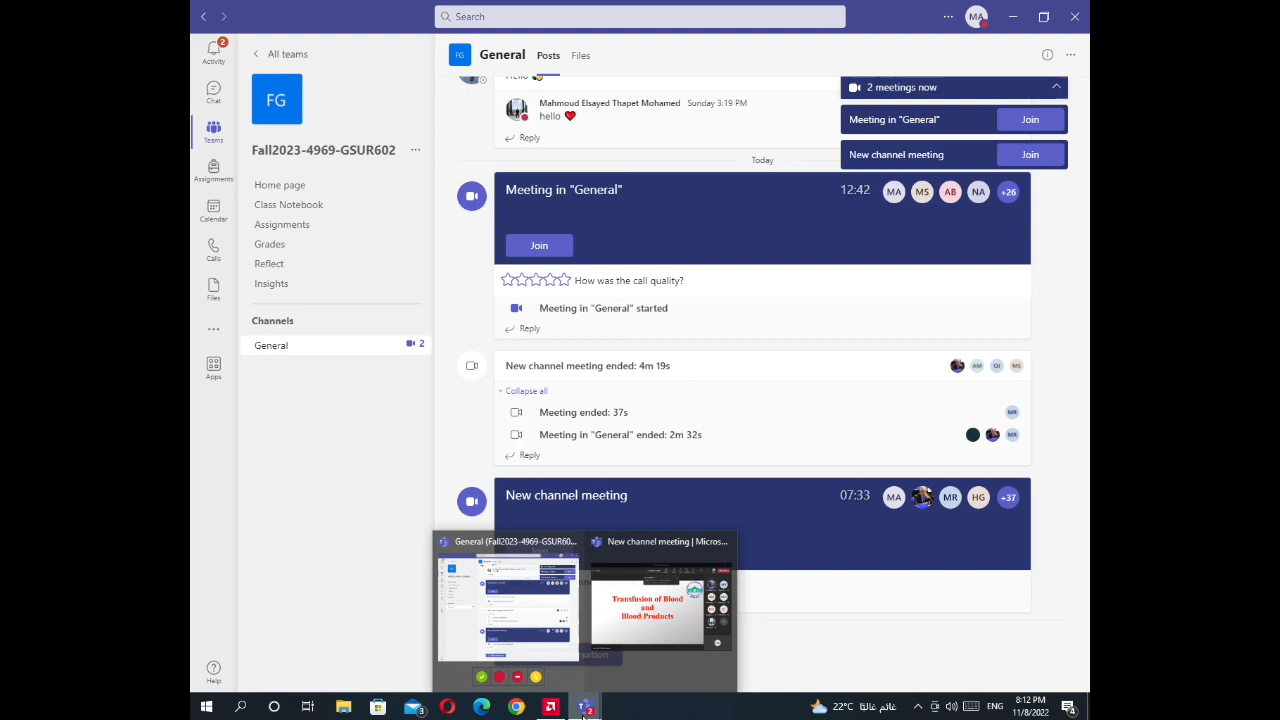 Search
MA
2
Activity
Chat
Teams
Assignments
Calendar
Calls
Files
Apps
Help
All teams
FG
Fall2023-4969-GSUR602
Home page
Class Notebook
Assignments
Grades
Reflect
Insights
Channels
General
2
FG General Posts Files
Mahmoud Elsayed Thapet Mohamed Sunday 3:19 PM
hello
Reply
2 meetings now
Meeting in "General" Join
New channel meeting Join
Today
Meeting in "General" 12:42 MA MS AB NA +26
Join
How was the call quality?
Meeting in "General" started
Reply
New channel meeting ended: 4m 19s AM OJ MS
Collapse all
Meeting ended: 37s MR
Meeting in "General" ended: 2m 32s MR
Reply
New channel meeting 07:33 MA MR HG +37
General (Fall2023-4969-GSUR60...
New channel meeting | Micros...
Transfusion of Blood
and
Blood Products
3
2
22°C غائم غالبًا
8:12 PM
11/8/2022
4